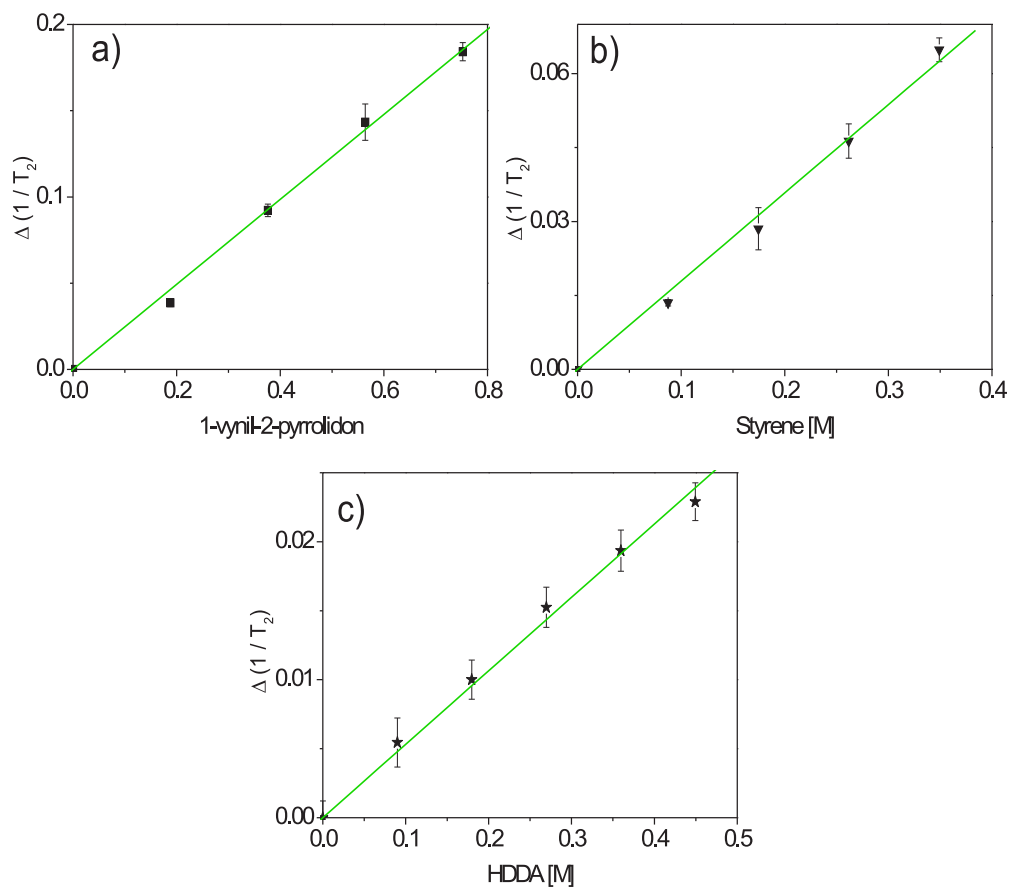 a)
0.2
0.1
0.0
Δ (1 / T₂)
0.0 0.2 0.4 0.6 0.8
1-vynil-2-pyrrolidon
b)
0.06
0.03
0.00
Δ (1 / T₂)
0.0 0.1 0.2 0.3 0.4
Styrene [M]
c)
0.02
0.01
0.00
Δ (1 / T₂)
0.0 0.1 0.2 0.3 0.4 0.5
HDDA [M]